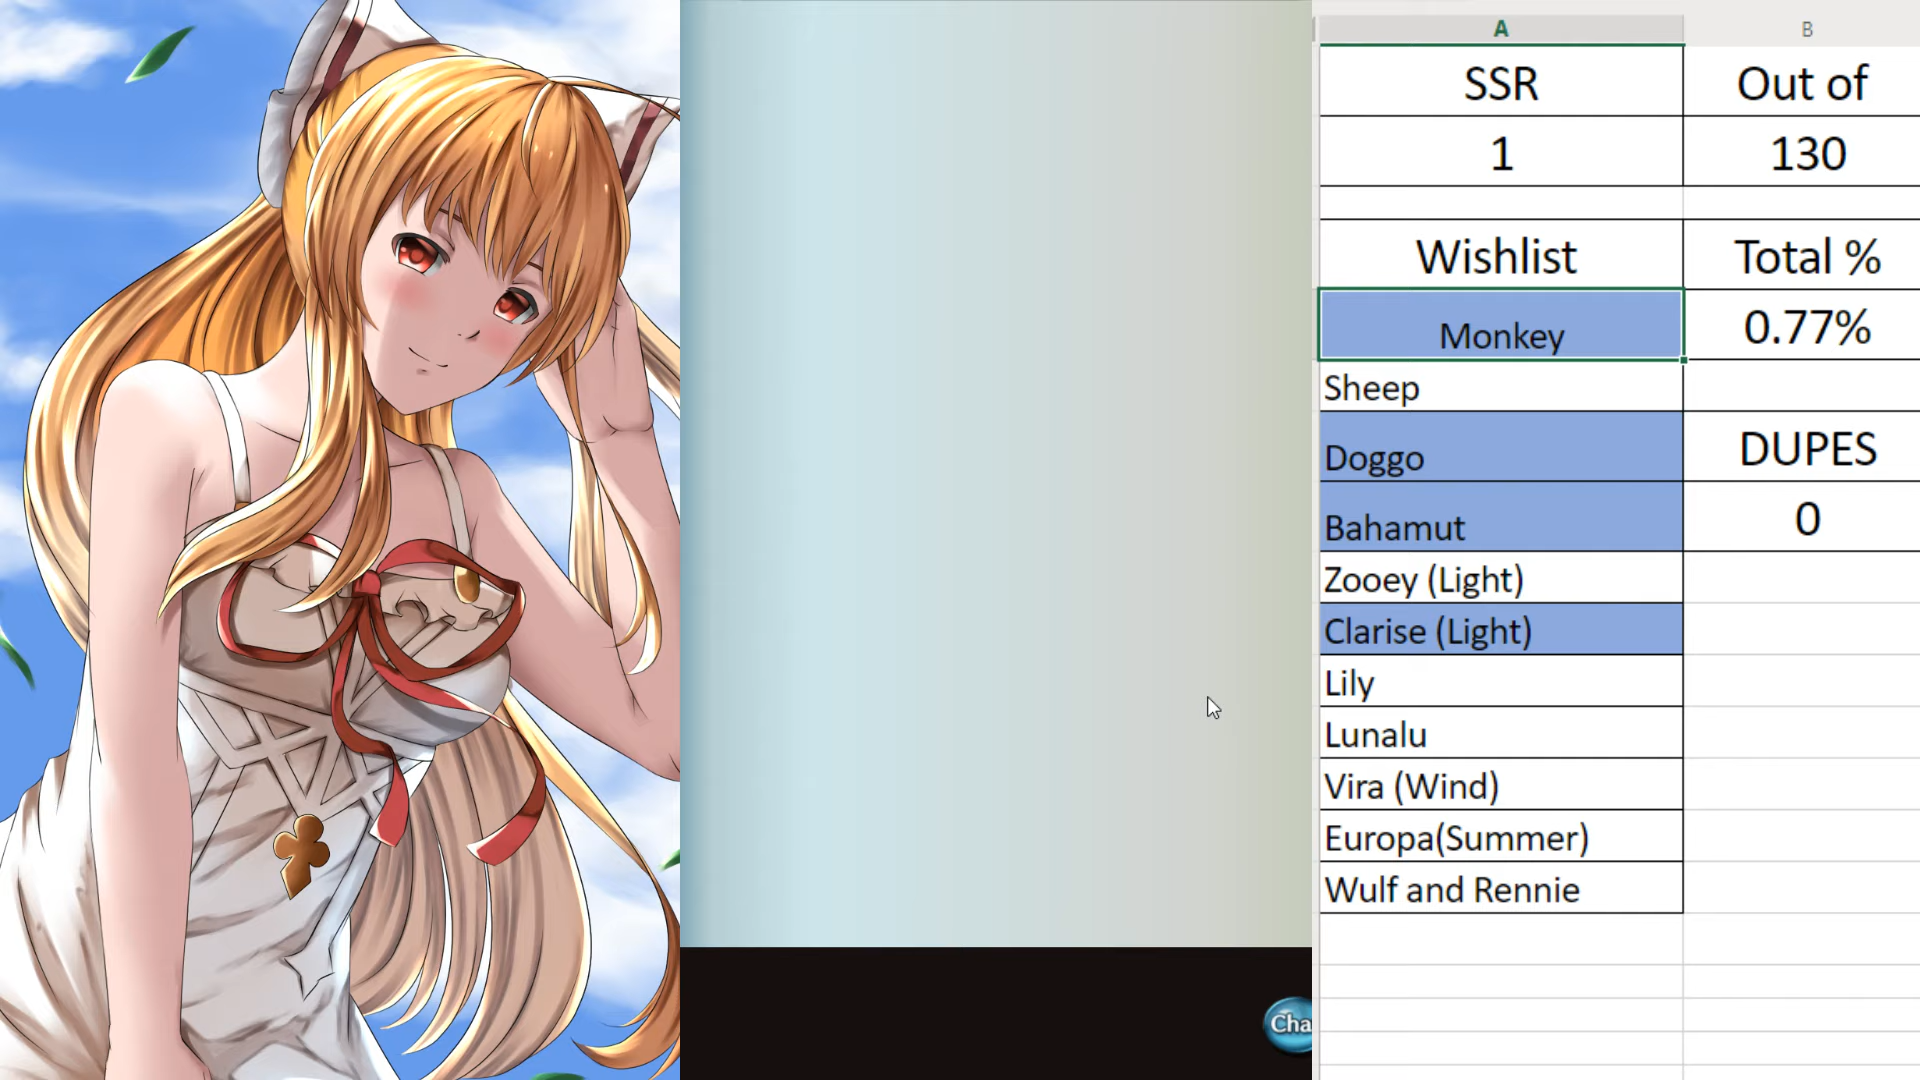 A B
SSR Out of
1 130
Wishlist Total %
Monkey 0.77%
Sheep
Doggo DUPES
Bahamut 0
Zooey (Light)
Clarise (Light)
Lily
Lunalu
Vira (Wind)
Europa(Summer)
Wulf and Rennie
Cha